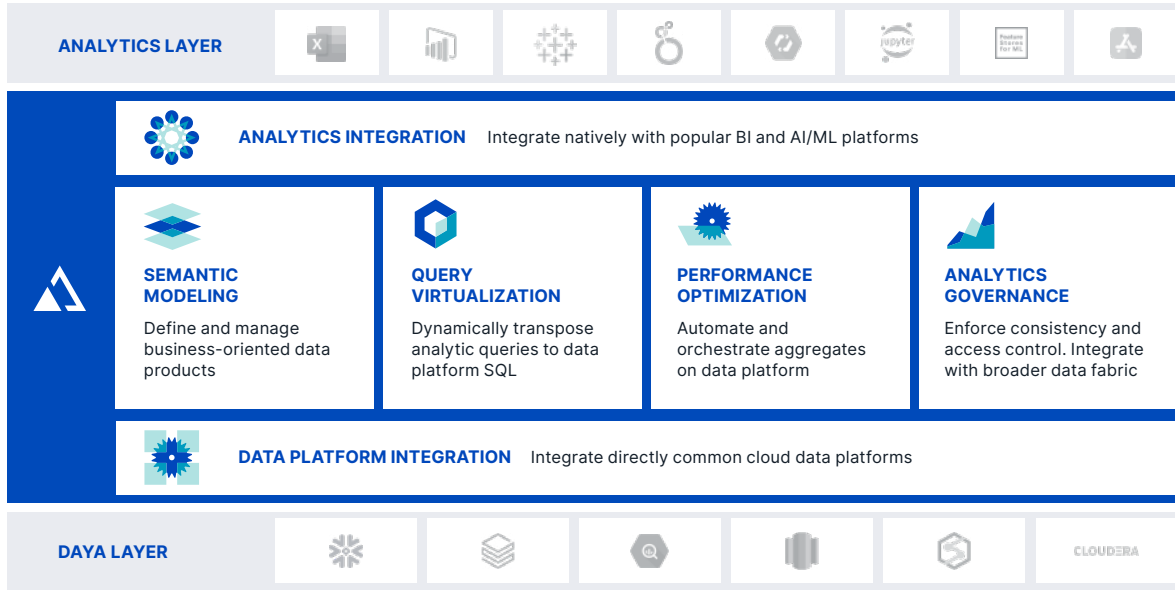 ANALYTICS LAYER
X
jupyter
Feature
Stores
for ML
ANALYTICS INTEGRATION Integrate natively with popular BI and AI/ML platforms
SEMANTIC
MODELING
Define and manage
business-oriented data
products
QUERY
VIRTUALIZATION
Dynamically transpose
analytic queries to data
platform SQL
PERFORMANCE
OPTIMIZATION
Automate and
orchestrate aggregates
on data platform
ANALYTICS
GOVERNANCE
Enforce consistency and
access control. Integrate
with broader data fabric
DATA PLATFORM INTEGRATION Integrate directly common cloud data platforms
DAYA LAYER
CLOUDERA